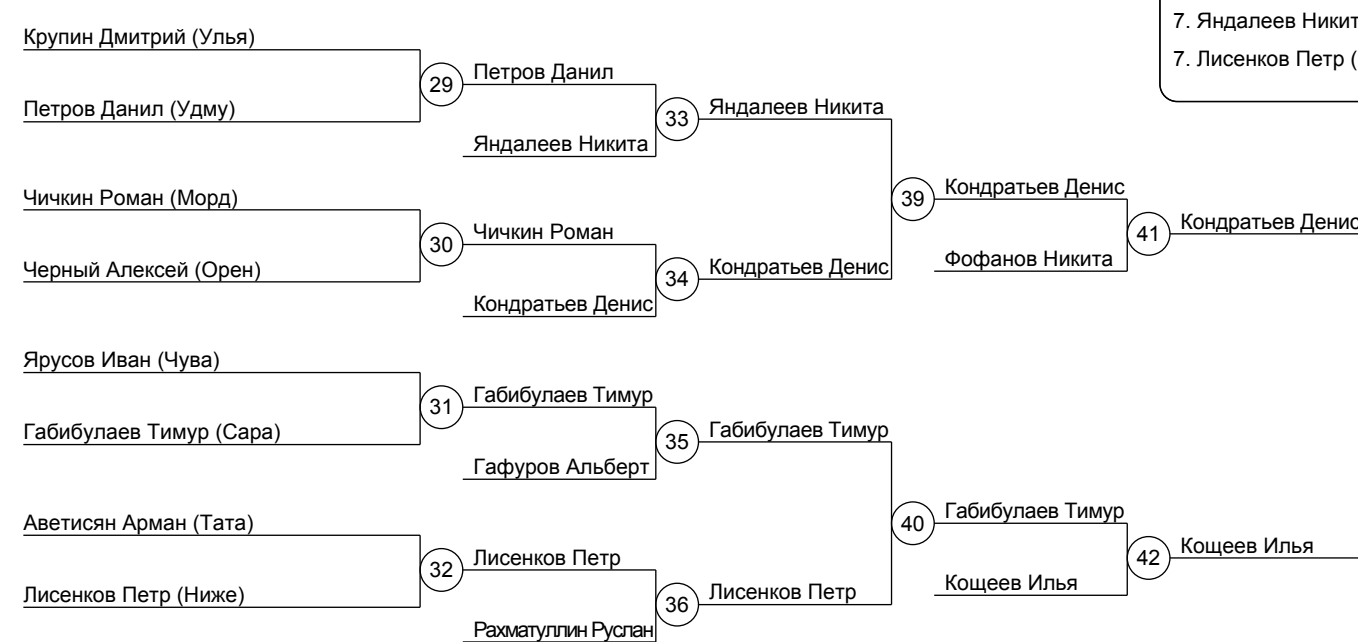 7. Яндалеев Никит
7. Лисенков Петр (
Крупин Дмитрий (Улья)
29
Петров Данил
Петров Данил (Удму)
33
Яндалеев Никита
Яндалеев Никита
Чичкин Роман (Морд)
39
Кондратьев Денис
30
Чичкин Роман
41
Кондратьев Денис
Черный Алексей (Орен)
34
Кондратьев Денис
Фофанов Никита
Кондратьев Денис
Ярусов Иван (Чува)
31
Габибулаев Тимур
Габибулаев Тимур (Сара)
35
Габибулаев Тимур
Гафуров Альберт
Аветисян Арман (Тата)
40
Габибулаев Тимур
32
Лисенков Петр
42
Кощеев Илья
Лисенков Петр (Ниже)
36
Лисенков Петр
Кощеев Илья
Рахматуллин Руслан